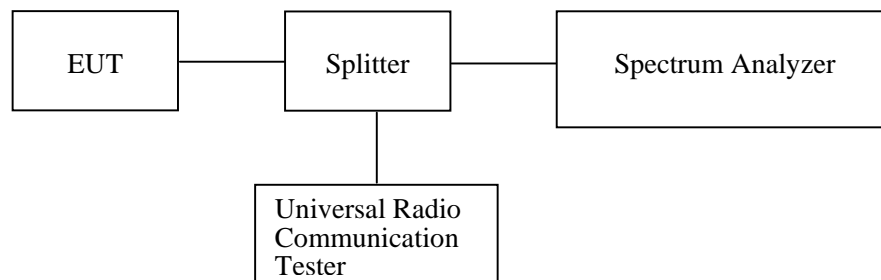 EUT
Splitter
Spectrum Analyzer
Universal Radio
Communication
Tester